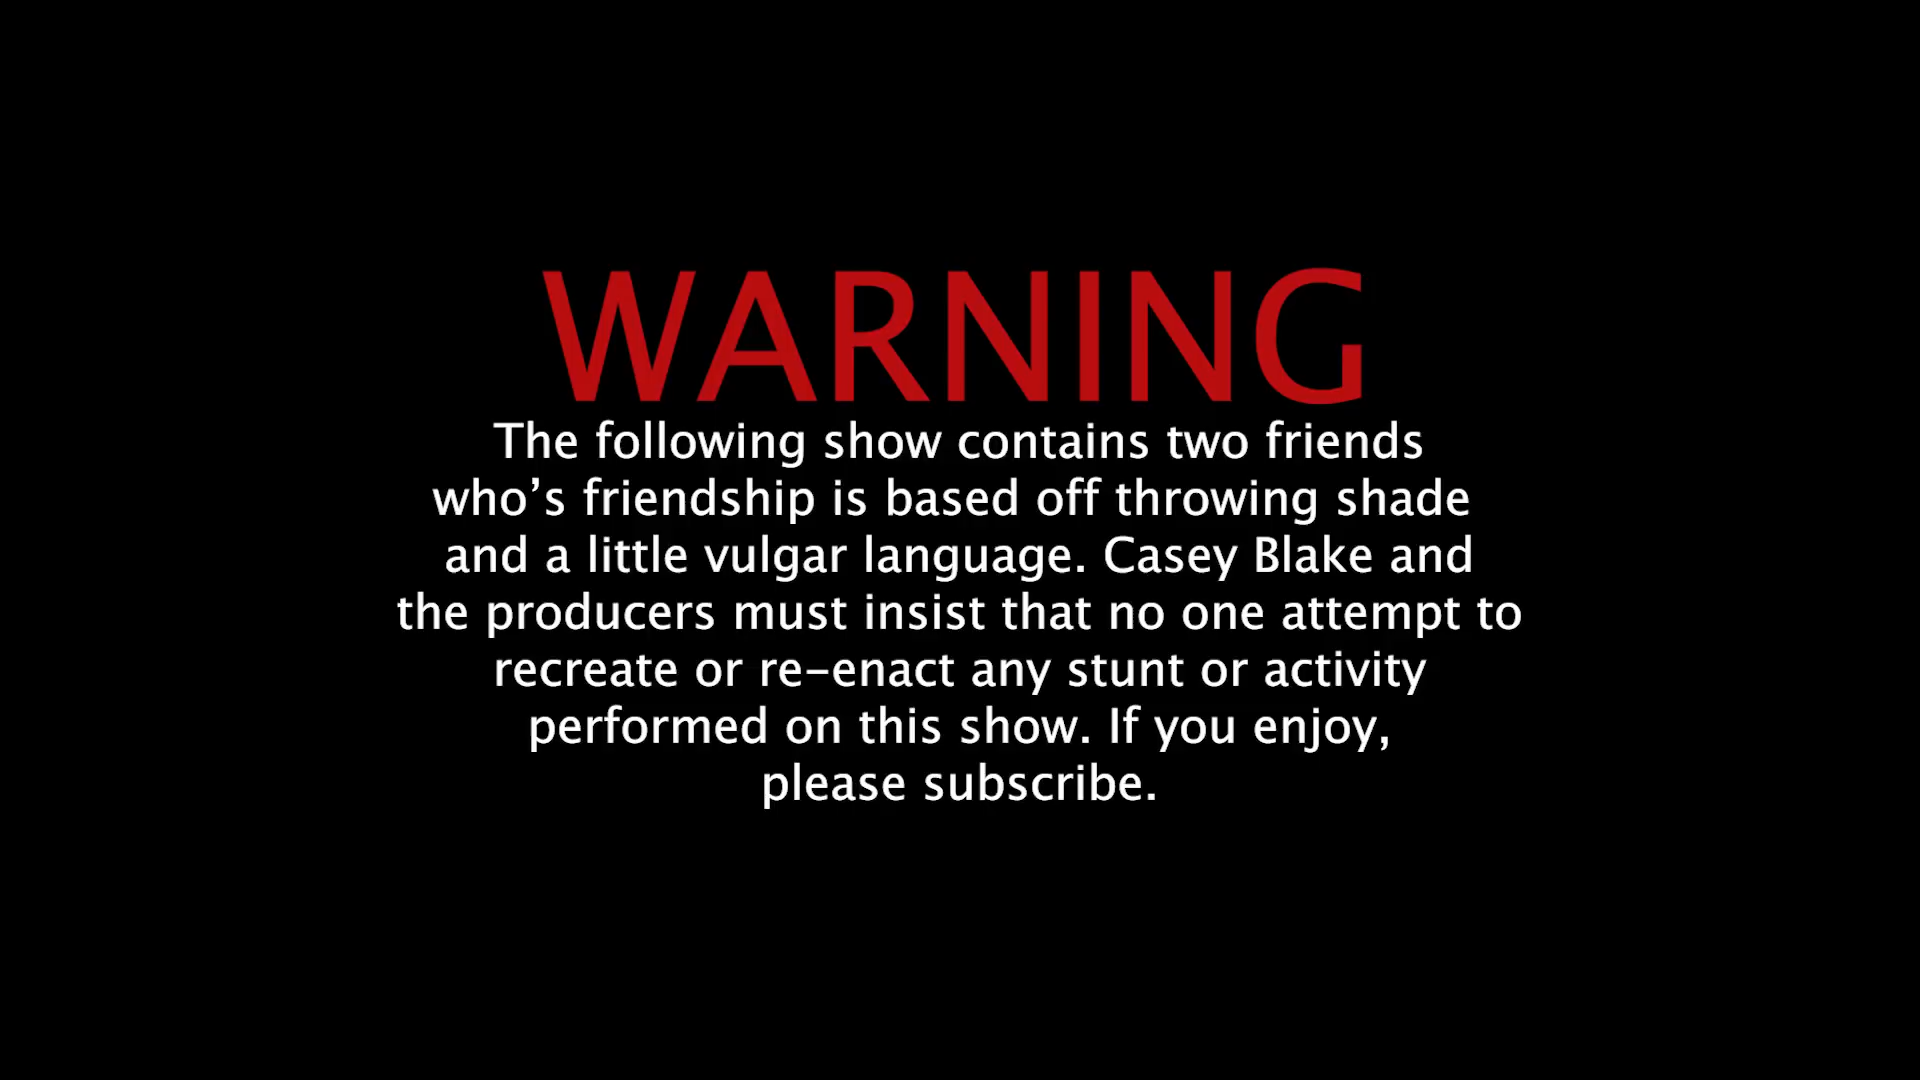 WARNING
The following show contains two friends
who’s friendship is based off throwing shade
and a little vulgar language. Casey Blake and
the producers must insist that no one attempt to
recreate or re-enact any stunt or activity
performed on this show. If you enjoy,
please subscribe.